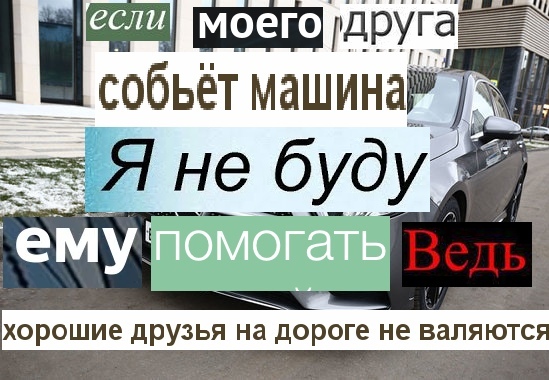 если моего друга
собьёт машина
Я не буду
ему помогать Ведь
хорошие друзья на дороге не валяются